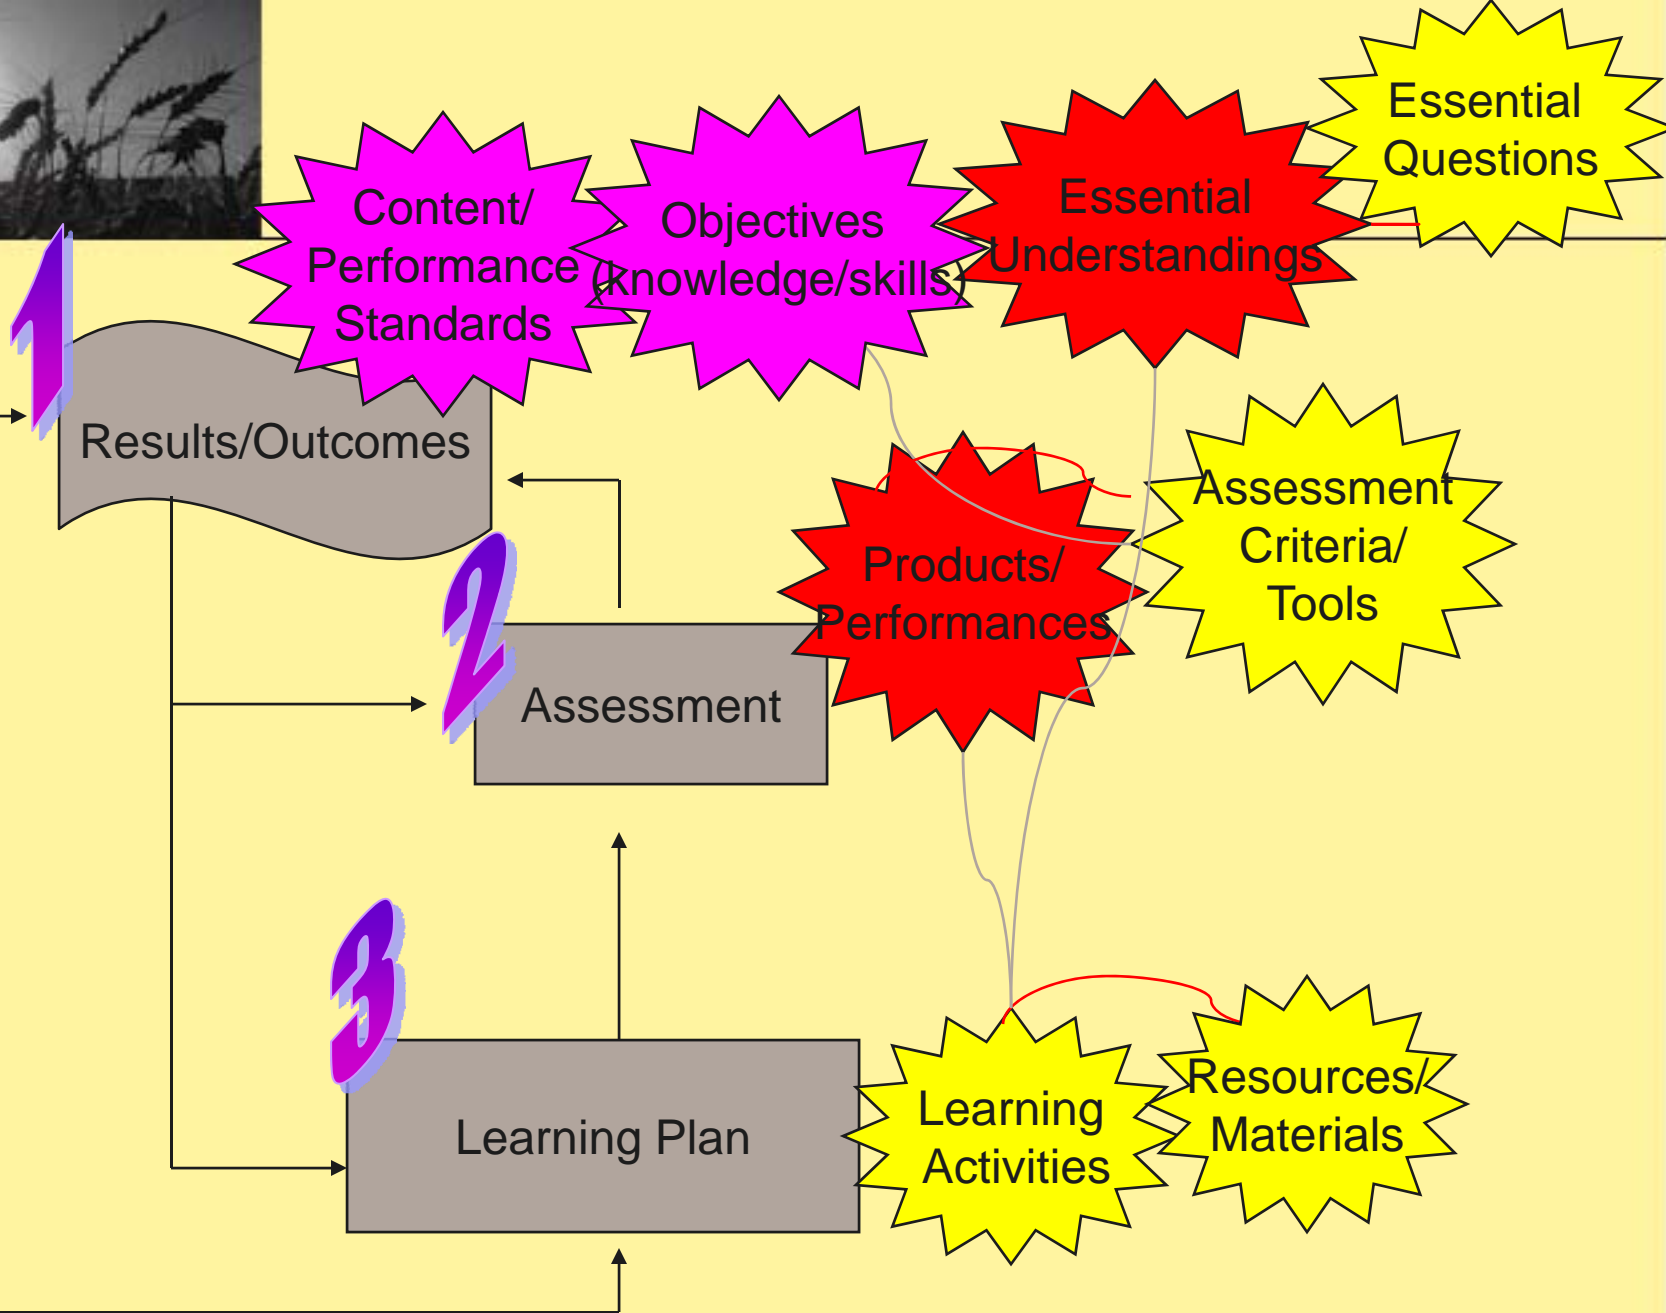 Essential
Questions
Content/
Performance
Standards
Objectives
(knowledge/skills)
Essential
Understandings
1
Results/Outcomes
Assessment
Criteria/
Tools
Products/
Performances
2
Assessment
3
Learning Plan
Learning
Activities
Resources/
Materials